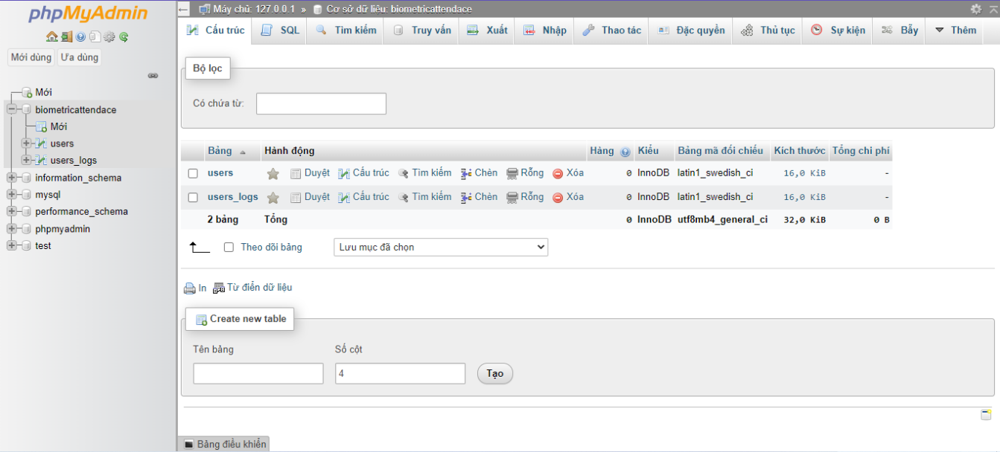 phpMyAdmin
Mới dùng Ưa dùng
Mới
biometricattendace
Mới
users
users_logs
information_schema
mysql
performance_schema
phpmyadmin
test
Máy chủ: 127.0.0.1 » Cơ sở dữ liệu: biometricattendace
Cấu trúc SQL Tìm kiếm Truy vấn Xuất Nhập Thao tác Đặc quyền Thủ tục Sự kiện Bẫy Thêm
Bộ lọc
Có chứa từ:
Bảng Hành động Hàng Kiểu Bảng mã đối chiếu Kích thước Tổng chi phí
users Duyệt Cấu trúc Tìm kiếm Chèn Rỗng Xóa 0 InnoDB latin1_swedish_ci 16,0 KiB -
users_logs Duyệt Cấu trúc Tìm kiếm Chèn Rỗng Xóa 0 InnoDB latin1_swedish_ci 16,0 KiB -
2 bảng Tổng 0 InnoDB utf8mb4_general_ci 32,0 KiB 0 B
Theo dõi bảng Lưu mục đã chọn
In Từ điển dữ liệu
Create new table
Tên bảng Số cột
4 Tạo
Bảng điều khiển